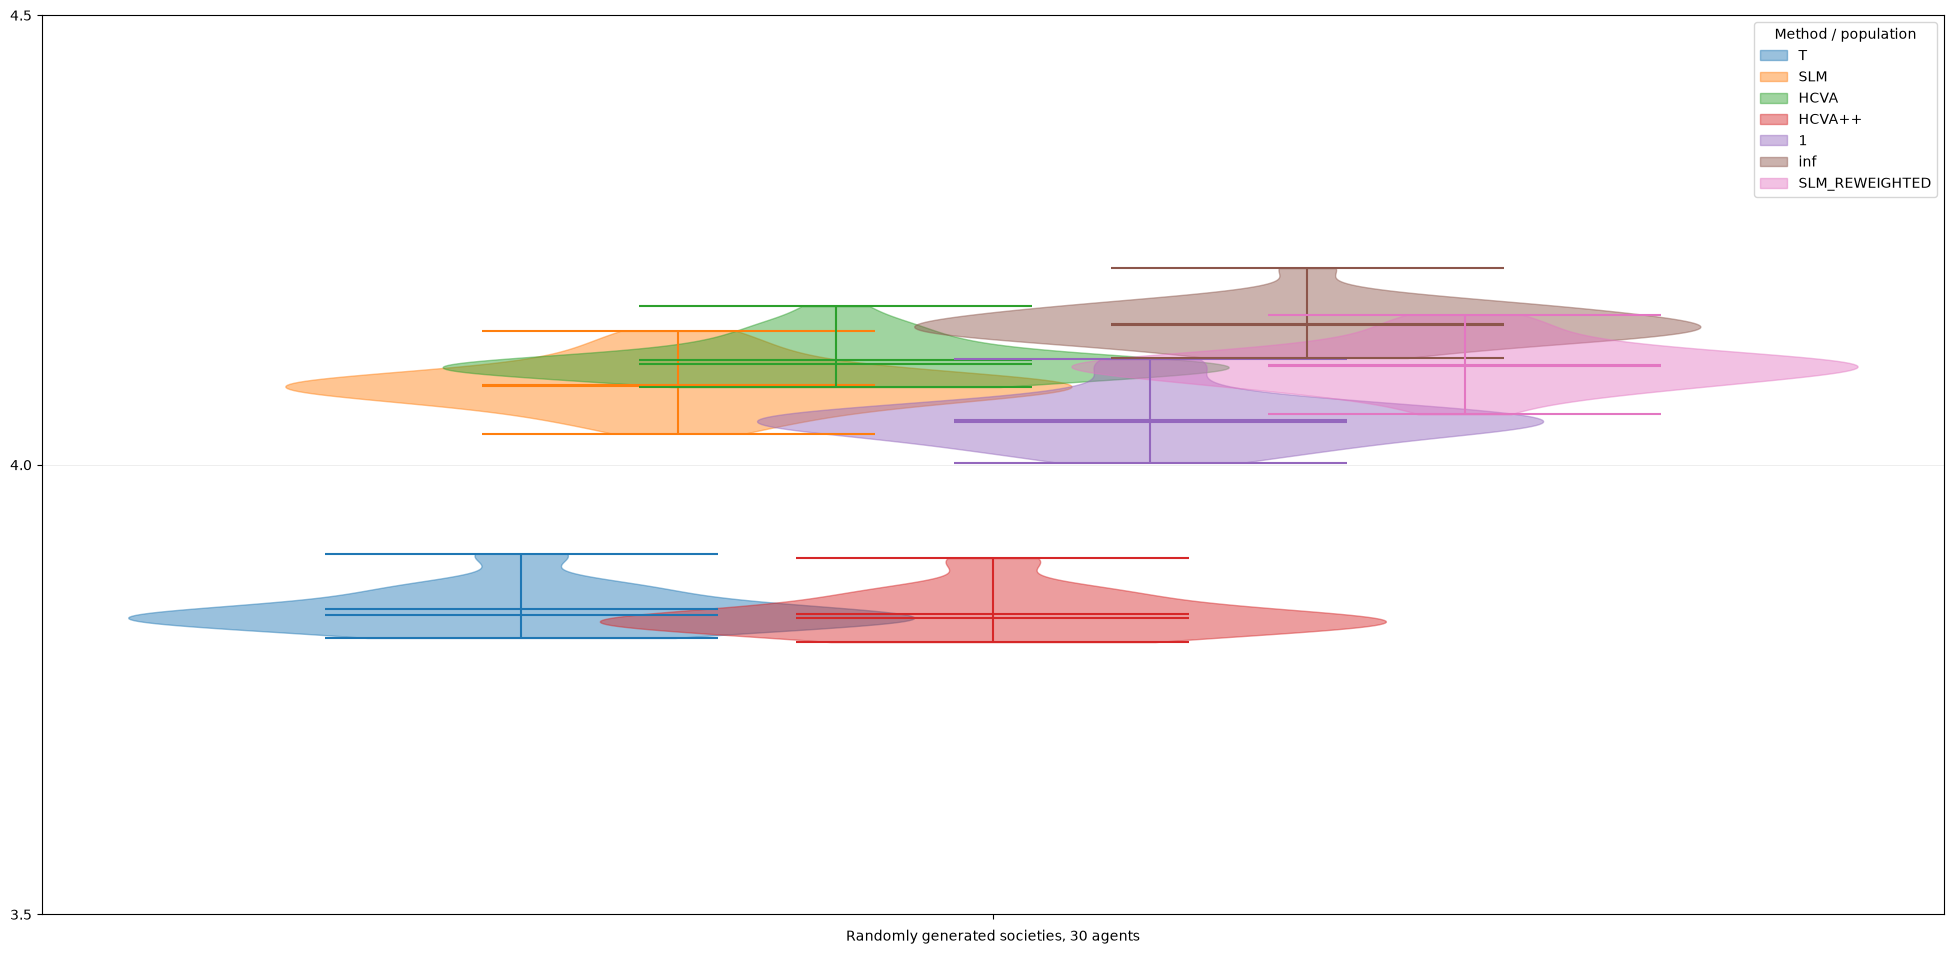 4.5
4.0
3.5
Method / population
T
SLM
HCVA
HCVA++
1
inf
SLM_REWEIGHTED
Randomly generated societies, 30 agents